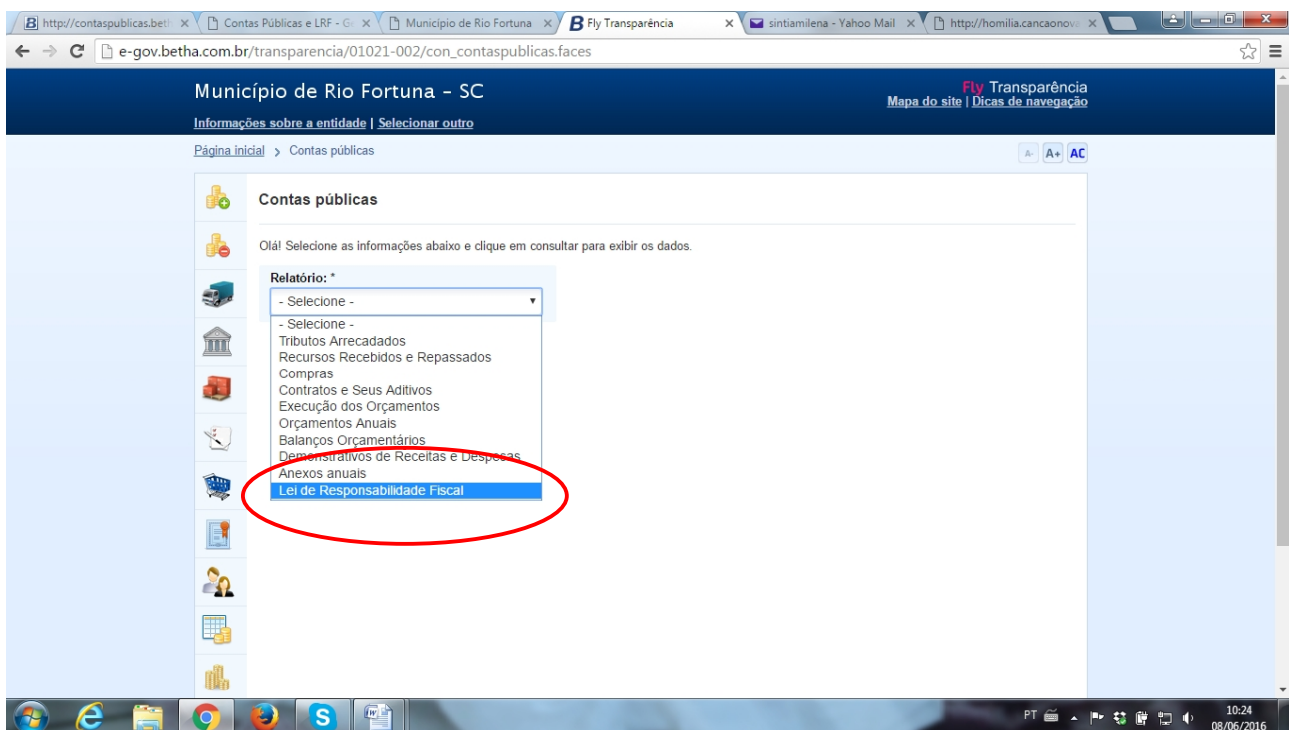 http://contaspublicas.beth
Contas Públicas e LRF - Ge
Município de Rio Fortuna
Fly Transparência
sintiamilena - Yahoo Mail
http://homilia.cancaonova
e-gov.betha.com.br/transparencia/01021-002/con_contaspublicas.faces
Município de Rio Fortuna - SC
Fly Transparência
Mapa do site | Dicas de navegação
Informações sobre a entidade | Selecionar outro
Página inicial > Contas públicas
A- A+ AC
Contas públicas
Olá! Selecione as informações abaixo e clique em consultar para exibir os dados.
Relatório: *
- Selecione -
- Selecione -
Tributos Arrecadados
Recursos Recebidos e Repassados
Compras
Contratos e Seus Aditivos
Execução dos Orçamentos
Orçamentos Anuais
Balanços Orçamentários
Demonstrativos de Receitas e Despesas
Anexos anuais
Lei de Responsabilidade Fiscal
PT
10:24
08/06/2016